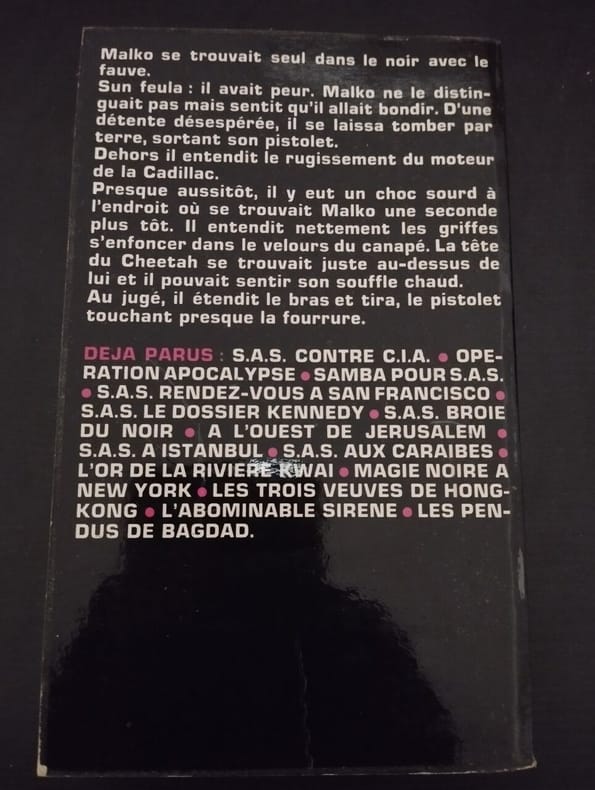 Malko se trouvait seul dans le noir avec le
fauve.
Sun feula : il avait peur. Malko ne le distin-
guait pas mais sentit qu'il allait bondir. D'une
détente désespérée, il se laissa tomber par
terre, sortant son pistolet.
Dehors il entendit le rugissement du moteur
de la Cadillac.
Presque aussitôt, il y eut un choc sourd à
l'endroit où se trouvait Malko une seconde
plus tôt. Il entendit nettement les griffes
s'enfoncer dans le velours du canapé. La tête
du Cheetah se trouvait juste au-dessus de
lui et il pouvait sentir son souffle chaud.
Au jugé, il étendit le bras et tira, le pistolet
touchant presque la fourrure.
DEJA PARUS : S.A.S. CONTRE C.I.A. • OPE-
RATION APOCALYPSE • SAMBA POUR S.A.S.
• S.A.S. RENDEZ-VOUS A SAN FRANCISCO •
S.A.S. LE DOSSIER KENNEDY • S.A.S. BROIE
DU NOIR • A L'OUEST DE JERUSALEM •
S.A.S. A ISTANBUL • S.A.S. AUX CARAIBES •
L'OR DE LA RIVIERE KWAI • MAGIE NOIRE A
NEW YORK • LES TROIS VEUVES DE HONG-
KONG • L'ABOMINABLE SIRENE • LES PEN-
DUS DE BAGDAD.